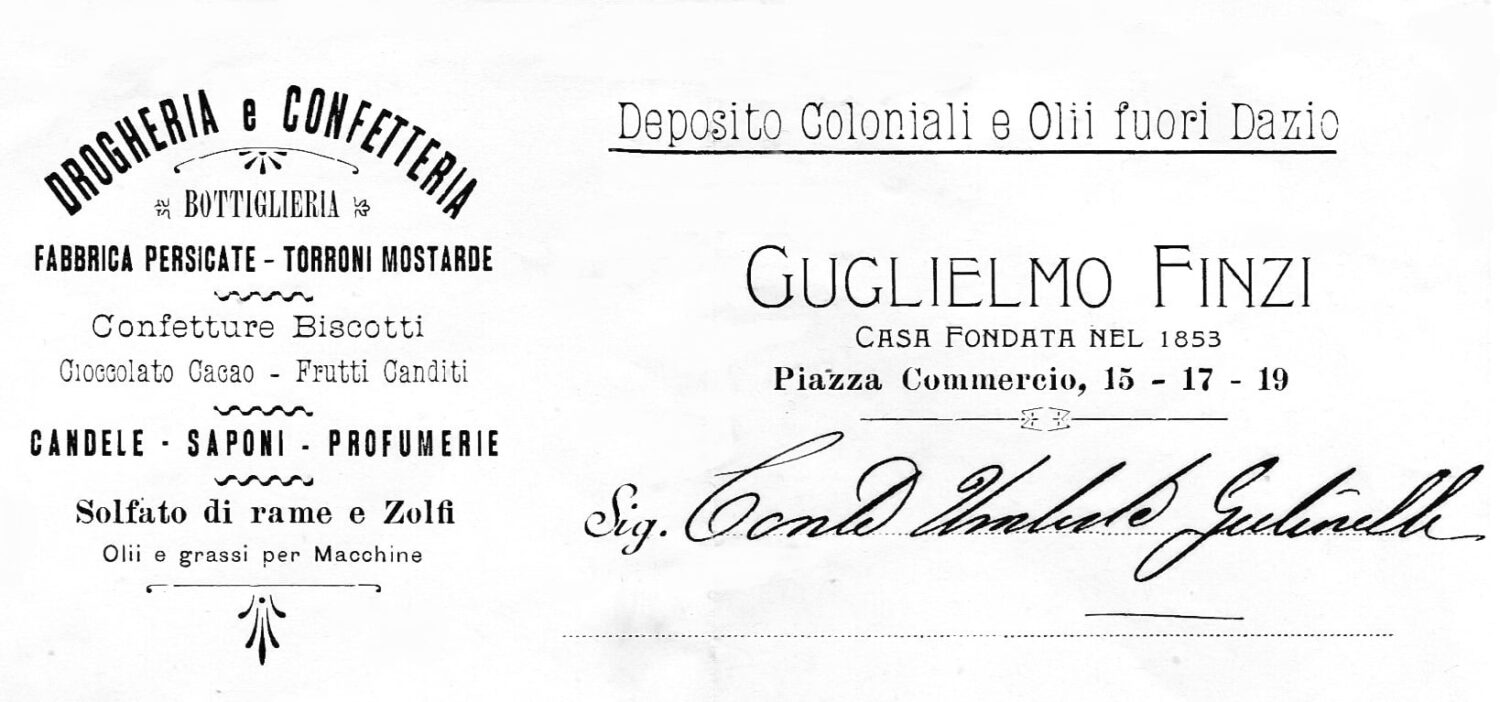 DROGHERIA e CONFETTERIA
BOTTIGLIERIA
FABBRICA PERSICATE - TORRONI MOSTARDE
Confetture Biscotti
Cioccolato Cacao - Frutti Canditi
CANDELE - SAPONI - PROFUMERIE
Solfato di rame e Zolfi
Olii e grassi per Macchine
Deposito Coloniali e Olii fuori Dazio
GUGLIELMO FINZI
CASA FONDATA NEL 1853
Piazza Commercio, 15 - 17 - 19
Sig. Conte Umberto Gulinelli